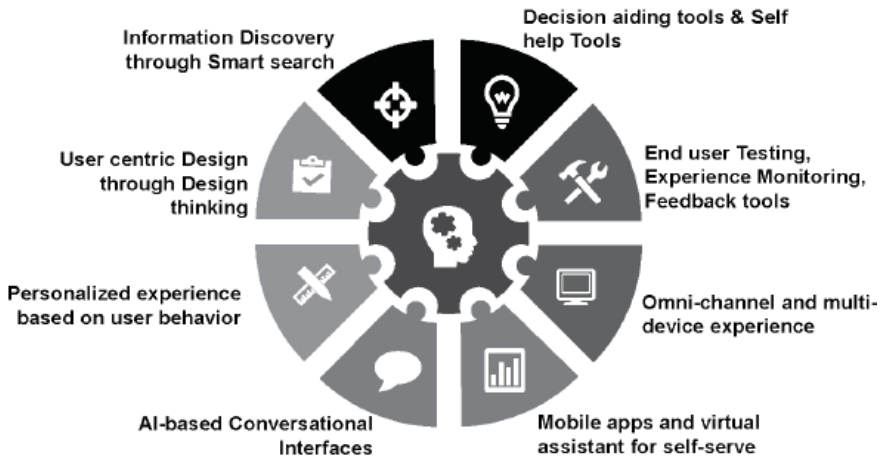 Information Discovery
through Smart search
Decision aiding tools & Self
help Tools
User centric Design
through Design
thinking
End user Testing,
Experience Monitoring,
Feedback tools
Personalized experience
based on user behavior
Omni-channel and multi-
device experience
AI-based Conversational
Interfaces
Mobile apps and virtual
assistant for self-serve